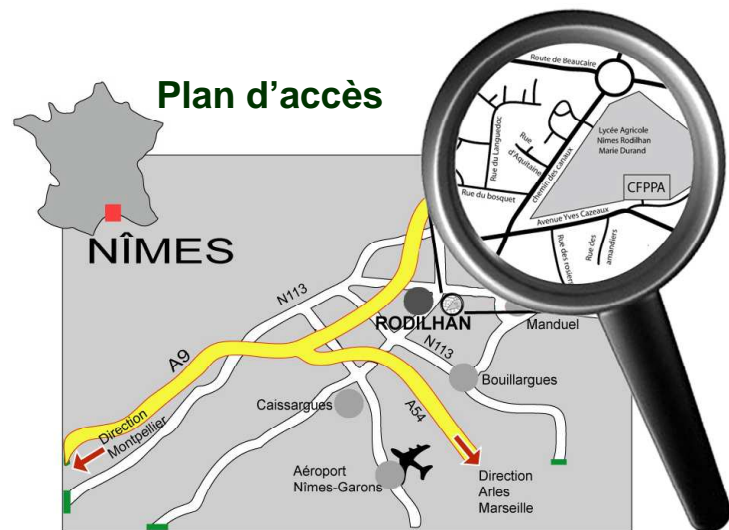 Plan d’accès
NÎMES
Route de Beaucaire
Lycée Agricole
Nîmes Rodilhan
Marie Durand
Rue du Languedoc
Rue
d'Aquitaine
chemin des canaux
CFPPA
Rue du bosquet
Avenue Yves Cazeaux
Rue des rosiers
Rue des
amandiers
N113
RODILHAN
Manduel
N113
A9
Bouillargues
Caissargues
A54
Direction
Montpellier
Aéroport
Nîmes-Garons
Direction
Arles
Marseille